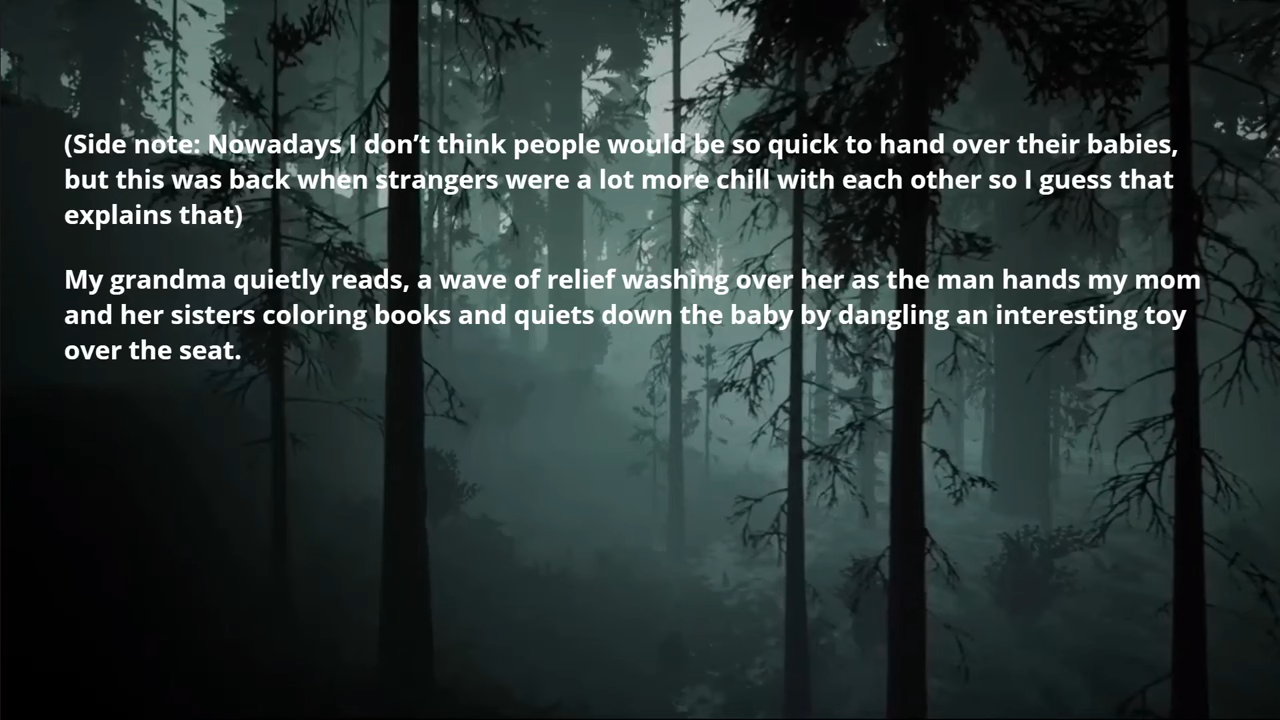 (Side note: Nowadays I don’t think people would be so quick to hand over their babies,
but this was back when strangers were a lot more chill with each other so I guess that
explains that)
My grandma quietly reads, a wave of relief washing over her as the man hands my mom
and her sisters coloring books and quiets down the baby by dangling an interesting toy
over the seat.